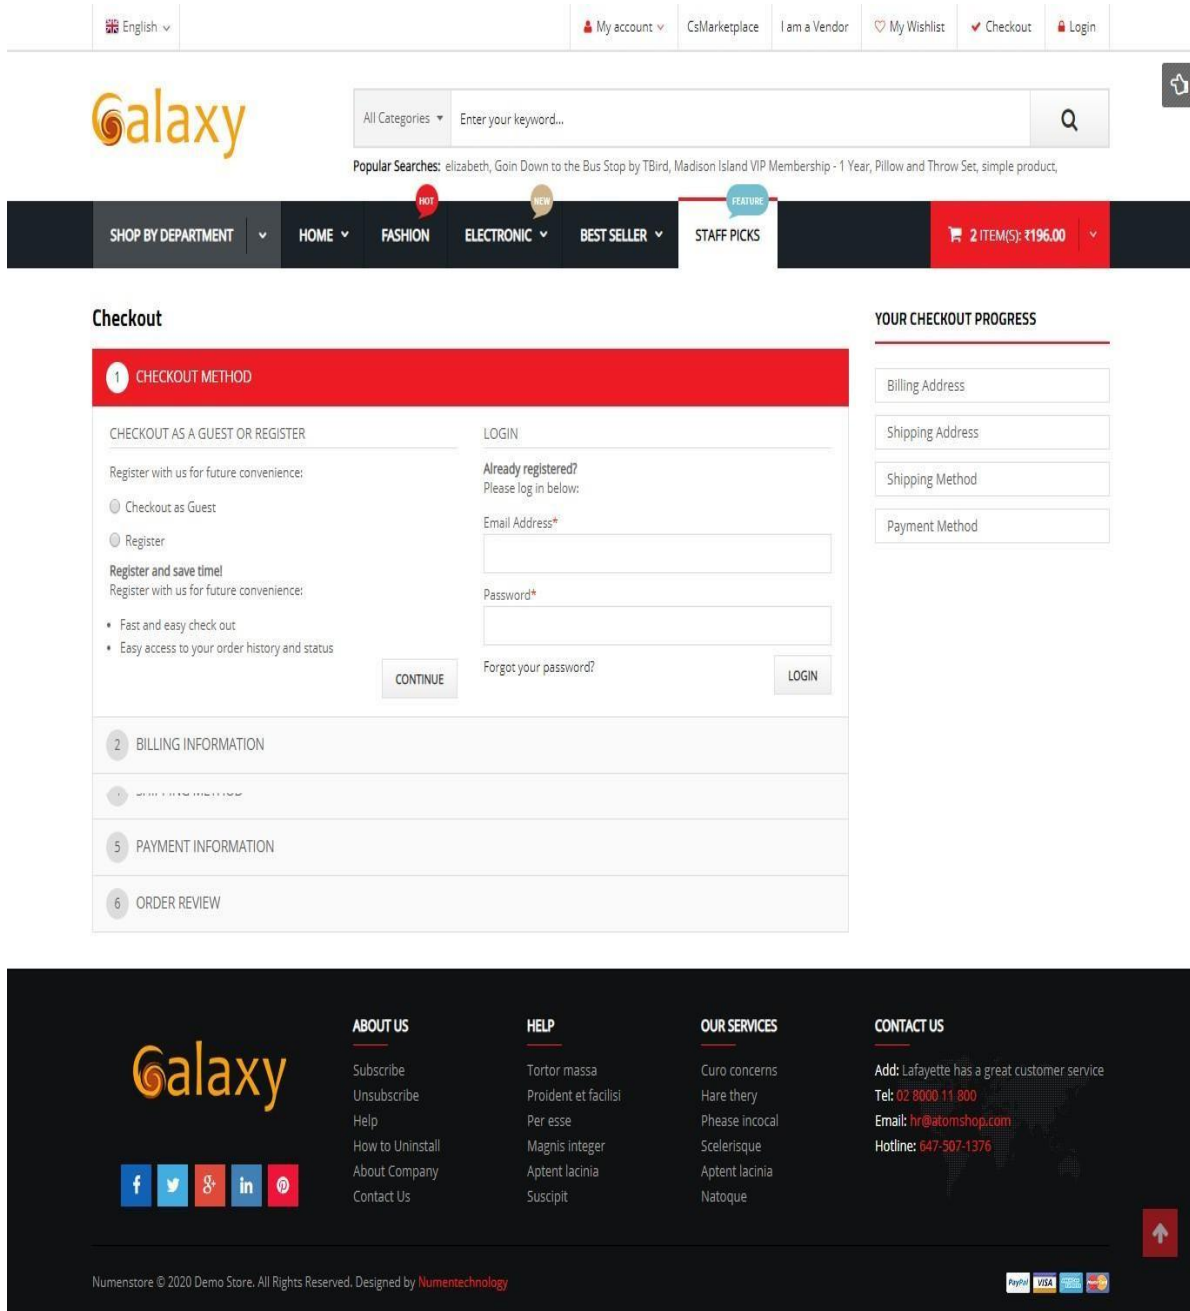 English
My account
CsMarketplace
I am a Vendor
My Wishlist
Checkout
Login
Galaxy
All Categories
Enter your keyword...
Popular Searches: elizabeth, Goin Down to the Bus Stop by TBird, Madison Island VIP Membership - 1 Year, Pillow and Throw Set, simple product,
HOT
NEW
FEATURE
SHOP BY DEPARTMENT
HOME
FASHION
ELECTRONIC
BEST SELLER
STAFF PICKS
2 ITEM(S): ₹196.00
Checkout
1 CHECKOUT METHOD
CHECKOUT AS A GUEST OR REGISTER
Register with us for future convenience:
Checkout as Guest
Register
Register and save time!
Register with us for future convenience:
• Fast and easy check out
• Easy access to your order history and status
CONTINUE
LOGIN
Already registered?
Please log in below:
Email Address*
Password*
Forgot your password?
LOGIN
2 BILLING INFORMATION
5 PAYMENT INFORMATION
6 ORDER REVIEW
YOUR CHECKOUT PROGRESS
Billing Address
Shipping Address
Shipping Method
Payment Method
Galaxy
f
g+
in
ABOUT US
Subscribe
Unsubscribe
Help
How to Uninstall
About Company
Contact Us
HELP
Tortor massa
Proident et facilisi
Per esse
Magnis integer
Aptent lacinia
Suscipit
OUR SERVICES
Curo concerns
Hare thery
Phease incocal
Scelerisque
Aptent lacinia
Natoque
CONTACT US
Add: Lafayette has a great customer service
Tel: 02 8000 11 800
Email: hr@atomshop.com
Hotline: 647-507-1376
Numenstore © 2020 Demo Store. All Rights Reserved. Designed by Numentechnology
PayPal
VISA